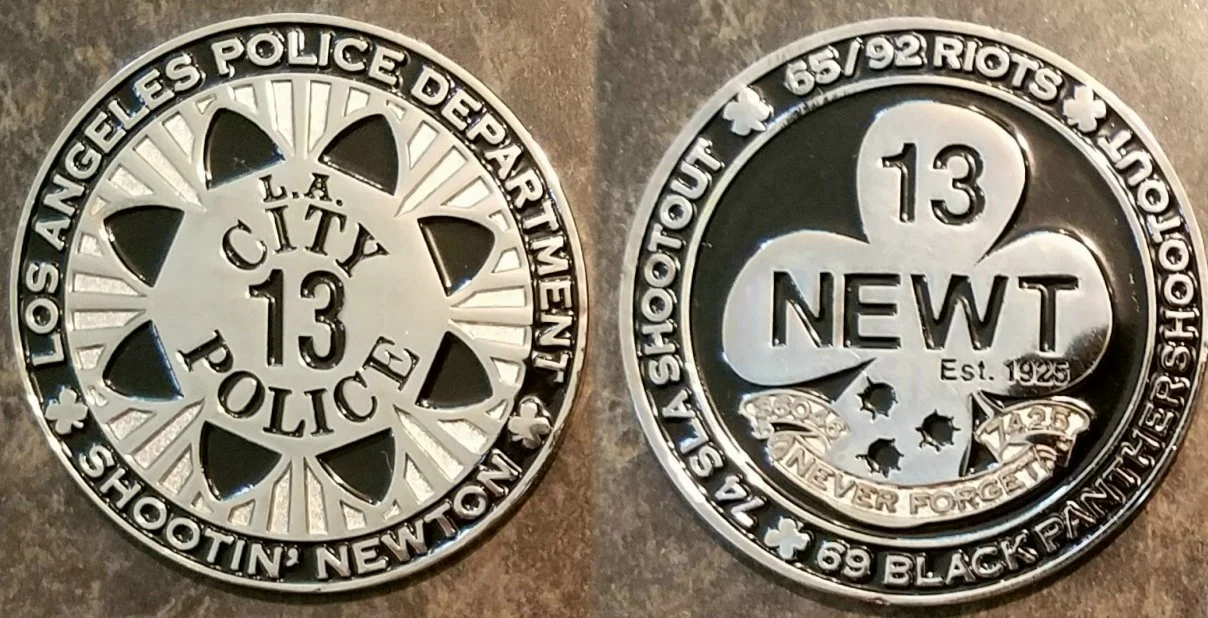 LOS ANGELES POLICE DEPARTMENT
L.A.
CITY
13
POLICE
SHOOTIN' NEWTON
65/92 RIOTS
74 SLA SHOOTOUT
69 BLACK PANTHER SHOOTOUT
13
NEWT
Est. 1925
7425
NEVER FORGET